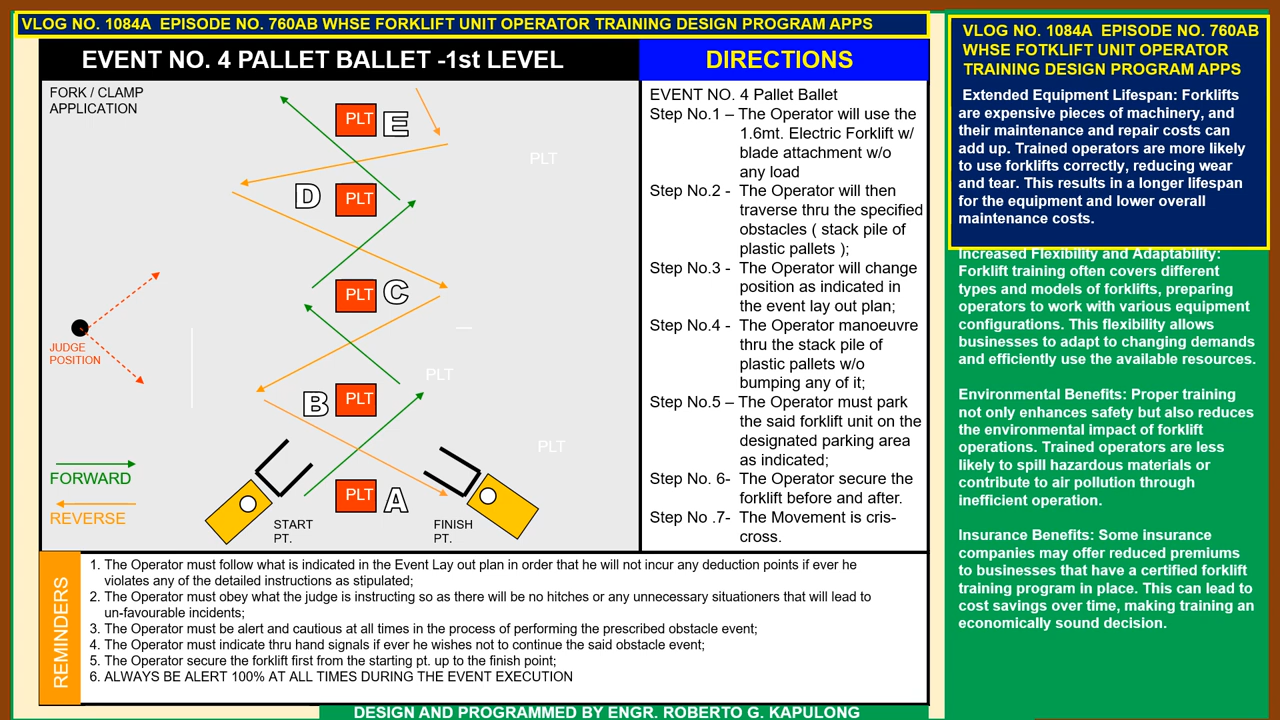 VLOG NO. 1084A EPISODE NO. 760AB WHSE FORKLIFT UNIT OPERATOR TRAINING DESIGN PROGRAM APPS
EVENT NO. 4 PALLET BALLET -1st LEVEL
FORK / CLAMP
APPLICATION
PLT
E
PLT
D
PLT
PLT
C
JUDGE
POSITION
PLT
PLT
B
PLT
FORWARD
REVERSE
PLT
A
START
PT.
FINISH
PT.
DIRECTIONS
EVENT NO. 4 Pallet Ballet
Step No.1 – The Operator will use the
1.6mt. Electric Forklift w/
blade attachment w/o
any load
Step No.2 - The Operator will then
traverse thru the specified
obstacles ( stack pile of
plastic pallets );
Step No.3 - The Operator will change
position as indicated in
the event lay out plan;
Step No.4 - The Operator manoeuvre
thru the stack pile of
plastic pallets w/o
bumping any of it;
Step No.5 – The Operator must park
the said forklift unit on the
designated parking area
as indicated;
Step No. 6- The Operator secure the
forklift before and after.
Step No .7- The Movement is cris-
cross.
REMINDERS
1. The Operator must follow what is indicated in the Event Lay out plan in order that he will not incur any deduction points if ever he
violates any of the detailed instructions as stipulated;
2. The Operator must obey what the judge is instructing so as there will be no hitches or any unnecessary situationers that will lead to
un-favourable incidents;
3. The Operator must be alert and cautious at all times in the process of performing the prescribed obstacle event;
4. The Operator must indicate thru hand signals if ever he wishes not to continue the said obstacle event;
5. The Operator secure the forklift first from the starting pt. up to the finish point;
6. ALWAYS BE ALERT 100% AT ALL TIMES DURING THE EVENT EXECUTION
DESIGN AND PROGRAMMED BY ENGR. ROBERTO G. KAPULONG
VLOG NO. 1084A EPISODE NO. 760AB
WHSE FOTKLIFT UNIT OPERATOR
TRAINING DESIGN PROGRAM APPS
Extended Equipment Lifespan: Forklifts
are expensive pieces of machinery, and
their maintenance and repair costs can
add up. Trained operators are more likely
to use forklifts correctly, reducing wear
and tear. This results in a longer lifespan
for the equipment and lower overall
maintenance costs.
Increased Flexibility and Adaptability:
Forklift training often covers different
types and models of forklifts, preparing
operators to work with various equipment
configurations. This flexibility allows
businesses to adapt to changing demands
and efficiently use the available resources.
Environmental Benefits: Proper training
not only enhances safety but also reduces
the environmental impact of forklift
operations. Trained operators are less
likely to spill hazardous materials or
contribute to air pollution through
inefficient operation.
Insurance Benefits: Some insurance
companies may offer reduced premiums
to businesses that have a certified forklift
training program in place. This can lead to
cost savings over time, making training an
economically sound decision.